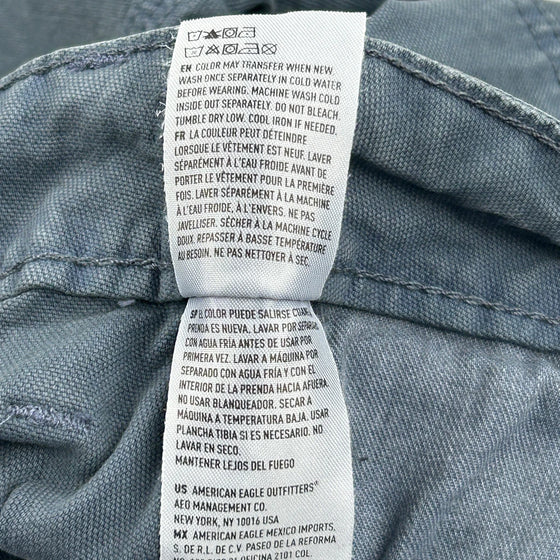 EN COLOR MAY TRANSFER WHEN NEW
WASH ONCE SEPARATELY IN COLD WATER
BEFORE WEARING. MACHINE WASH COLD
INSIDE OUT SEPARATELY. DO NOT BLEACH.
TUMBLE DRY LOW. COOL IRON IF NEEDED.
FR LA COULEUR PEUT DÉTEINDRE
LORSQUE LE VÊTEMENT EST NEUF. LAVER
SÉPARÉMENT À L'EAU FROIDE AVANT DE
PORTER LE VÊTEMENT POUR LA PREMIÈRE
FOIS. LAVER SÉPARÉMENT À LA MACHINE
À L'EAU FROIDE, À L'ENVERS. NE PAS
JAVELLISER. SÉCHER À LA MACHINE CYCLE
DOUX. REPASSER À BASSE TEMPÉRATURE
AU BESOIN. NE PAS NETTOYER À SEC.
SP EL COLOR PUEDE SALIRSE
PRENDA ES NUEVA. LAVAR POR
CON AGUA FRÍA ANTES DE USAR POR
PRIMERA VEZ. LAVAR A MÁQUINA POR
SEPARADO CON AGUA FRÍA Y CON EL
INTERIOR DE LA PRENDA HACIA AFUERA.
NO USAR BLANQUEADOR. SECAR A
MÁQUINA A TEMPERATURA BAJA. USAR
PLANCHA TIBIA SI ES NECESARIO. NO
LAVAR EN SECO.
MANTENER LEJOS DEL FUEGO
US AMERICAN EAGLE OUTFITTERS®
AEO MANAGEMENT CO.
NEW YORK, NY 10016 USA
MX AMERICAN EAGLE MEXICO IMPORTS,
S. DE R.L. DE C.V. PASEO DE LA REFORMA
OFICINA 2101 COL.